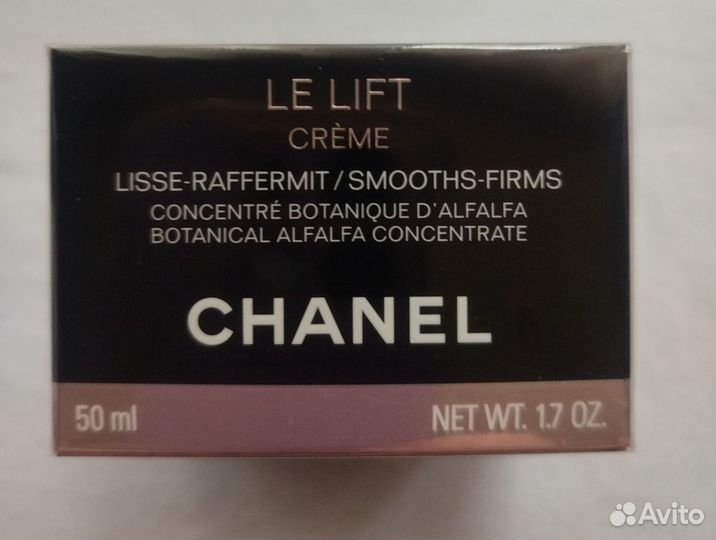 LE LIFT
CRÈME
LISSE-RAFFERMIT / SMOOTHS-FIRMS
CONCENTRÉ BOTANIQUE D'ALFALFA
BOTANICAL ALFALFA CONCENTRATE
CHANEL
50 ml NET WT. 1.7 OZ.
Avito